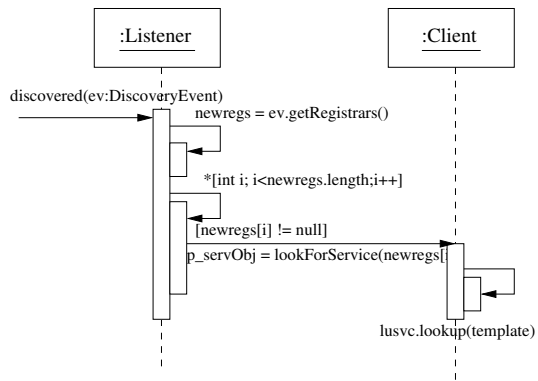 :Listener
:Client
discovered(ev:DiscoveryEvent)
newregs = ev.getRegistrars()
*[int i; i<newregs.length;i++]
[newregs[i] != null]
p_servObj = lookForService(newregs[i
lusvc.lookup(template)